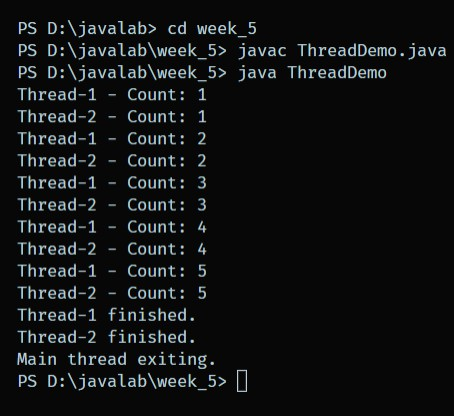 PS D:\javalab> cd week_5
PS D:\javalab\week_5> javac ThreadDemo.java
PS D:\javalab\week_5> java ThreadDemo
Thread-1 - Count: 1
Thread-2 - Count: 1
Thread-1 - Count: 2
Thread-2 - Count: 2
Thread-1 - Count: 3
Thread-2 - Count: 3
Thread-1 - Count: 4
Thread-2 - Count: 4
Thread-1 - Count: 5
Thread-2 - Count: 5
Thread-1 finished.
Thread-2 finished.
Main thread exiting.
PS D:\javalab\week_5>